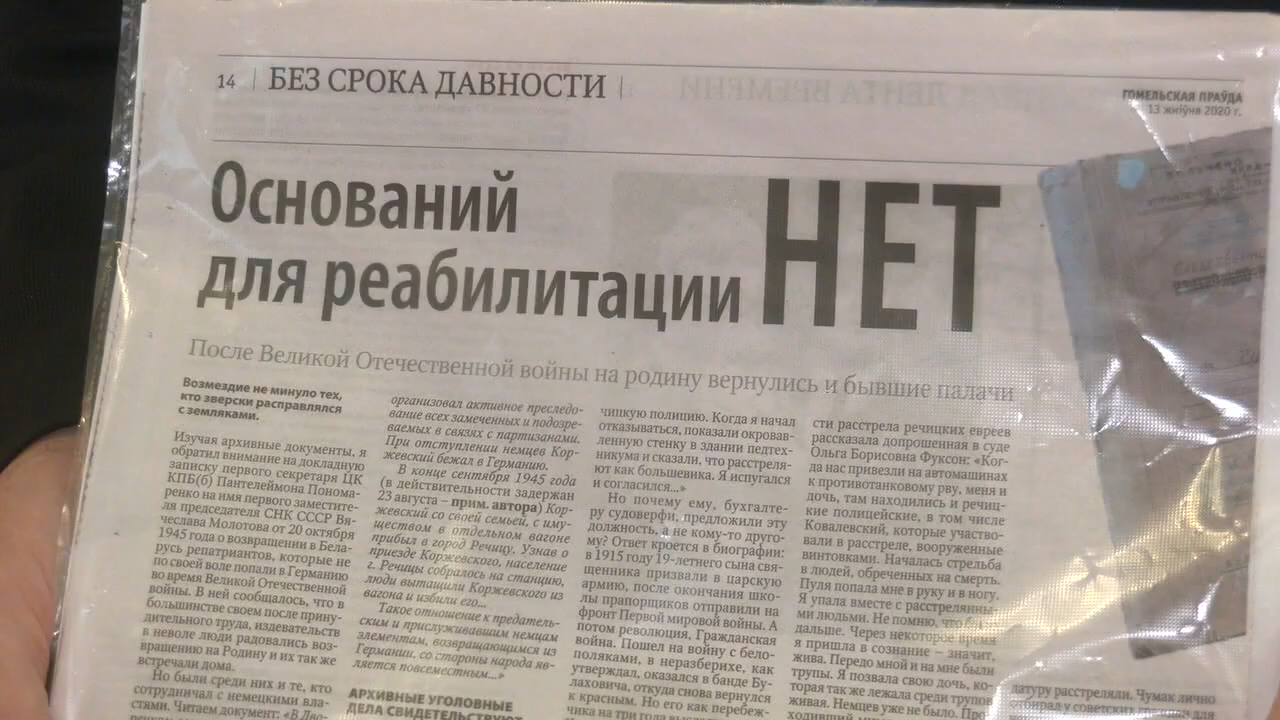 14 | БЕЗ СРОКА ДАВНОСТИ |
ГОМЕЛЬСКАЯ ПРАЎДА
13 жніўня 2020 г.
Оснований
для реабилитации НЕТ
После Великой Отечественной войны на родину вернулись и бывшие палачи
Возмездие не минуло тех,
кто зверски расправлялся
с земляками.
Изучая архивные документы, я
обратил внимание на докладную
записку первого секретаря ЦК
КПБ(б) Пантелеймона Понома-
ренко на имя первого заместите-
ля председателя СНК СССР Вя-
чеслава Молотова от 20 октября
1945 года о возвращении в Бела-
русь репатриантов, которые не
по своей воле попали в Германию
во время Великой Отечественной
войны. В ней сообщалось, что в
большинстве своем после прину-
дительного труда, издевательств
в неволе люди радовались воз-
вращению на Родину и их так же
встречали дома.
Но были среди них и те, кто
сотрудничал с немецкими вла-
стями. Читаем документ: «В Дво-
организовал активное преследо-
вание всех замеченных и подозре-
ваемых в связях с партизанами.
При отступлении немцев Кор-
жевский бежал в Германию.
В конце сентября 1945 года
(в действительности задержан
23 августа – прим. автора) Кор-
жевский со своей семьей, с иму-
ществом в отдельном вагоне
прибыл в город Речицу. Узнав о
приезде Коржевского, население
г. Речицы собралось на станцию,
люди вытащили Коржевского из
вагона и избили его...
Такое отношение к предатель-
ским и прислуживавшим немцам
элементам, возвращающимся из
Германии, со стороны народа яв-
ляется повсеместным...»
АРХИВНЫЕ УГОЛОВНЫЕ
ДЕЛА СВИДЕТЕЛЬСТВУЮТ
чицкую полицию. Когда я начал
отказываться, показали окровав-
ленную стенку в здании педтех-
никума и сказали, что расстреля-
ют как большевика. Я испугался
и согласился...»
Но почему ему, бухгалте-
ру судоверфи, предложили эту
должность, а не кому-то друго-
му? Ответ кроется в биографии:
в 1915 году 19-летнего сына свя-
щенника призвали в царскую
армию, после окончания шко-
лы прапорщиков отправили на
фронт Первой мировой войны. А
потом революция, Гражданская
война. Пошел на войну с бело-
поляками, в неразберихе, как
утверждал, оказался в банде Бу-
лаховича, откуда снова вернулся
к красным. Но его как перебеж-
чика на три года
сти расстрела речицких евреев
рассказала допрошенная в суде
Ольга Борисовна Фуксон: «Ког-
да нас привезли на автомашинах
к противотанковому рву, меня и
дочь, там находились и речиц-
кие полицейские, в том числе
Ковалевский, которые участво-
вали в расстреле, вооруженные
винтовками. Началась стрельба
в людей, обреченных на смерть.
Пуля попала мне в руку и в ногу.
Я упала вместе с расстрелянны-
ми людьми. Не помню, что
дальше. Через некоторое время
я пришла в сознание – значит,
жива. Передо мной и на мне были
трупы. Я позвала свою дочь, ко-
торая так же лежала среди трупов
живая. Немцев уже не было.
датуру расстреляли. Чумак лично
отбирал у советских